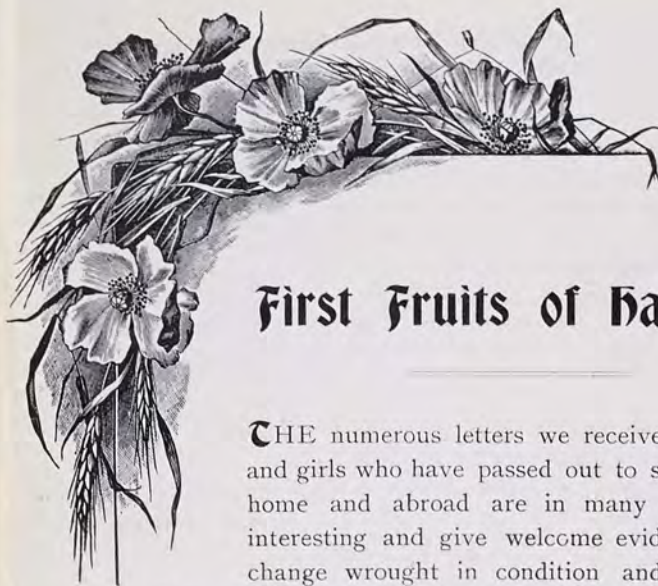 First Fruits of Ha
THE numerous letters we receive
and girls who have passed out to s
home and abroad are in many
interesting and give welcome evid
change wrought in condition and